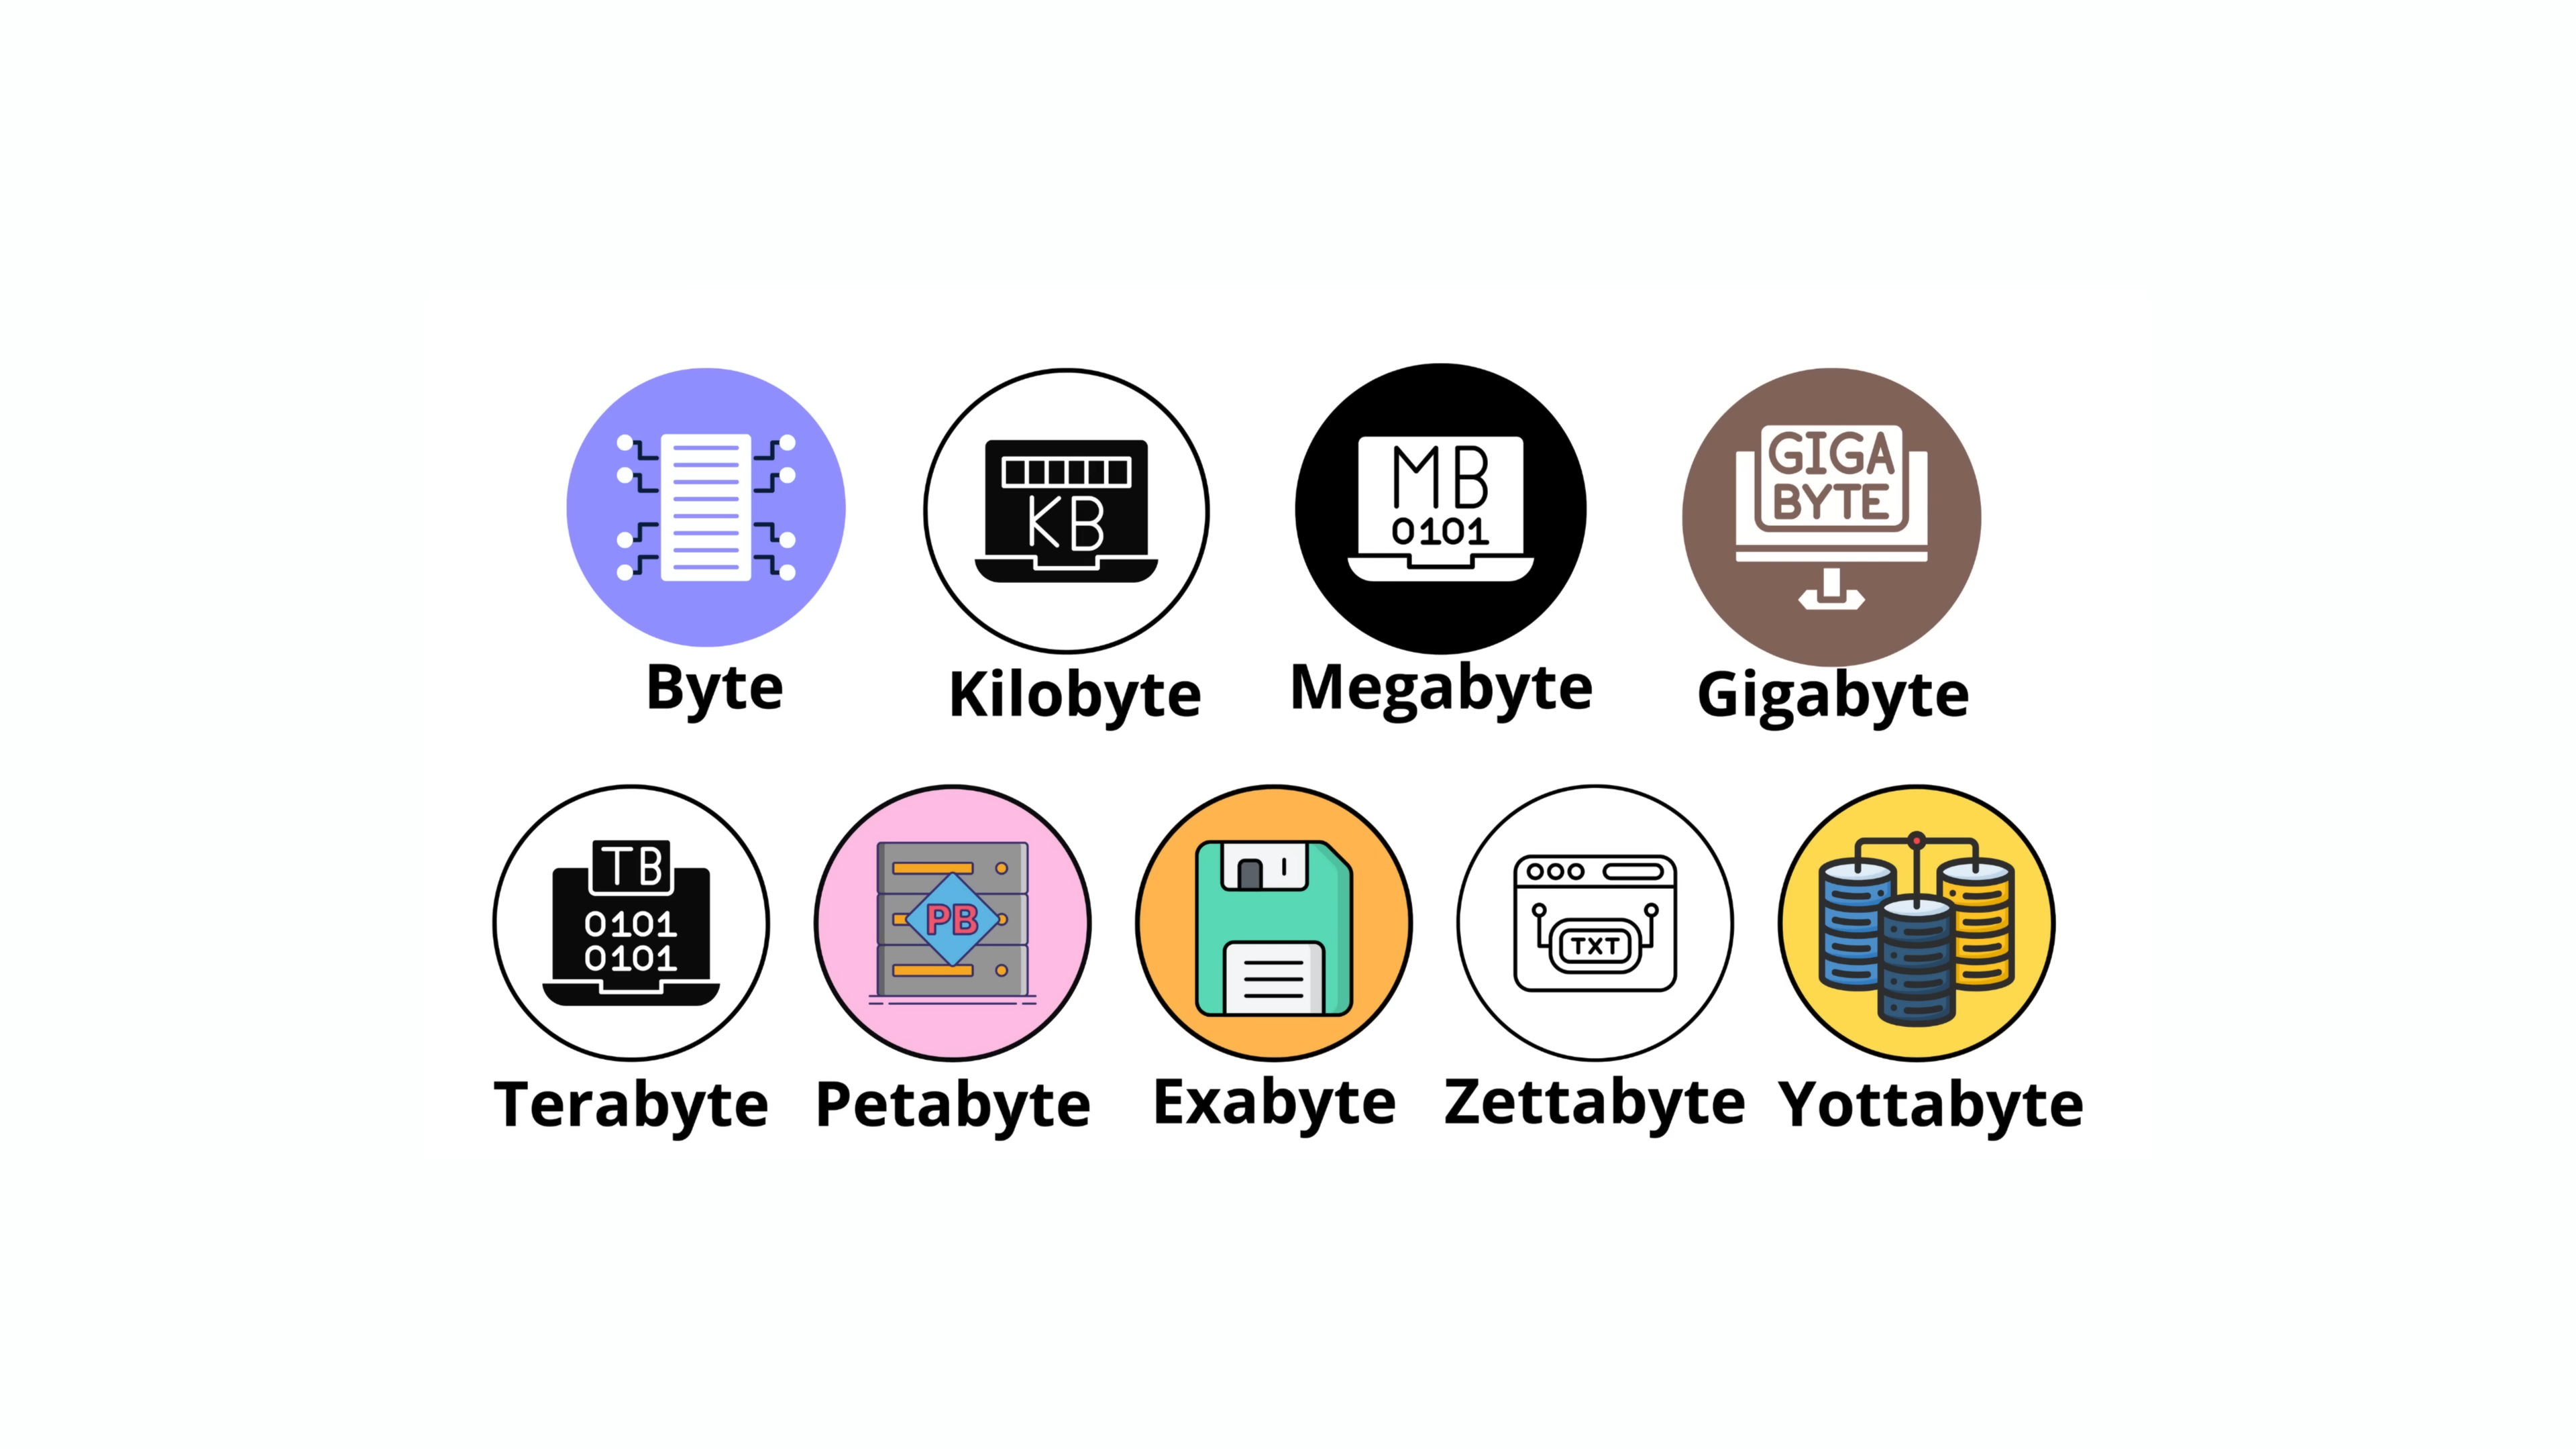 KB
MB
0101
GIGA
BYTE
Byte
Kilobyte
Megabyte
Gigabyte
TB
0101
0101
PB
TXT
Terabyte
Petabyte
Exabyte
Zettabyte
Yottabyte